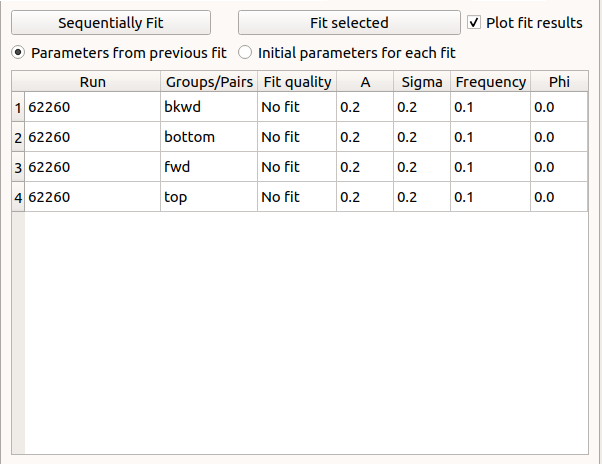 Sequentially Fit Fit selected Plot fit results
Parameters from previous fit Initial parameters for each fit
Run Groups/Pairs Fit quality A Sigma Frequency Phi
1 62260 bkwd No fit 0.2 0.2 0.1 0.0
2 62260 bottom No fit 0.2 0.2 0.1 0.0
3 62260 fwd No fit 0.2 0.2 0.1 0.0
4 62260 top No fit 0.2 0.2 0.1 0.0